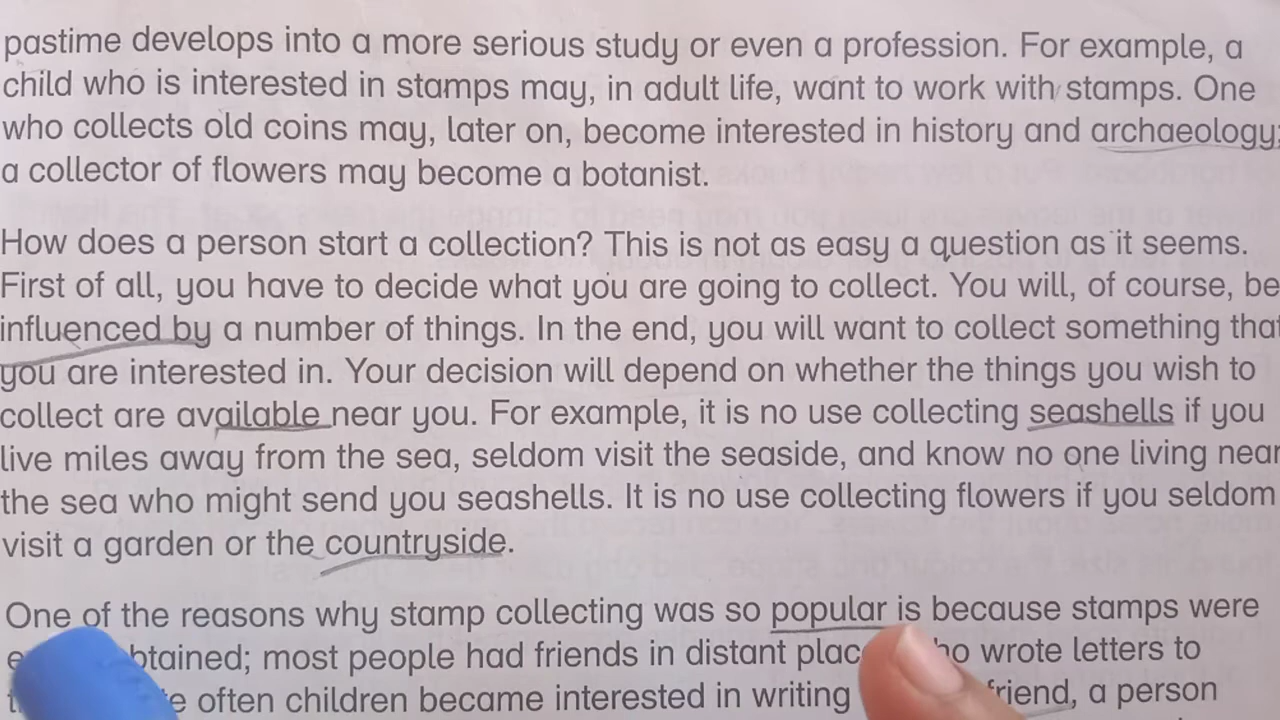 pastime develops into a more serious study or even a profession. For example, a
child who is interested in stamps may, in adult life, want to work with stamps. One
who collects old coins may, later on, become interested in history and archaeology;
a collector of flowers may become a botanist.
How does a person start a collection? This is not as easy a question as it seems.
First of all, you have to decide what you are going to collect. You will, of course, be
influenced by a number of things. In the end, you will want to collect something that
you are interested in. Your decision will depend on whether the things you wish to
collect are available near you. For example, it is no use collecting seashells if you
live miles away from the sea, seldom visit the seaside, and know no one living near
the sea who might send you seashells. It is no use collecting flowers if you seldom
visit a garden or the countryside.
One of the reasons why stamp collecting was so popular is because stamps were
most people had friends in distant wrote letters to
often children became interested in writing a person